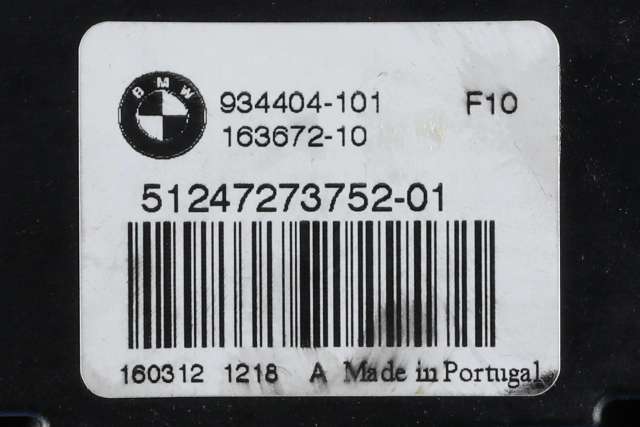 BMW
934404-101 F10
163672-10
51247273752-01
160312 1218 A Made in Portugal